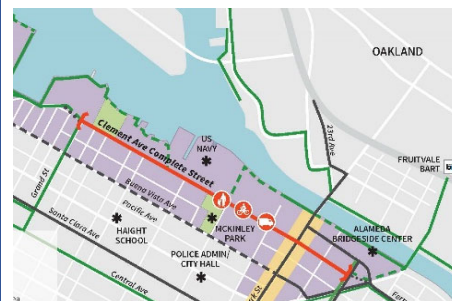 OAKLAND
23rd Ave
FRUITVALE
BART
Clement Ave Complete Street
US
NAVY
Grand St
Buena Vista Ave
Pacific Ave
Santa Clara Ave
HAIGHT
SCHOOL
MCKINLEY
PARK
ALAMEDA
BRIDGESIDE CENTER
POLICE ADMIN/
CITY HALL
Central Ave